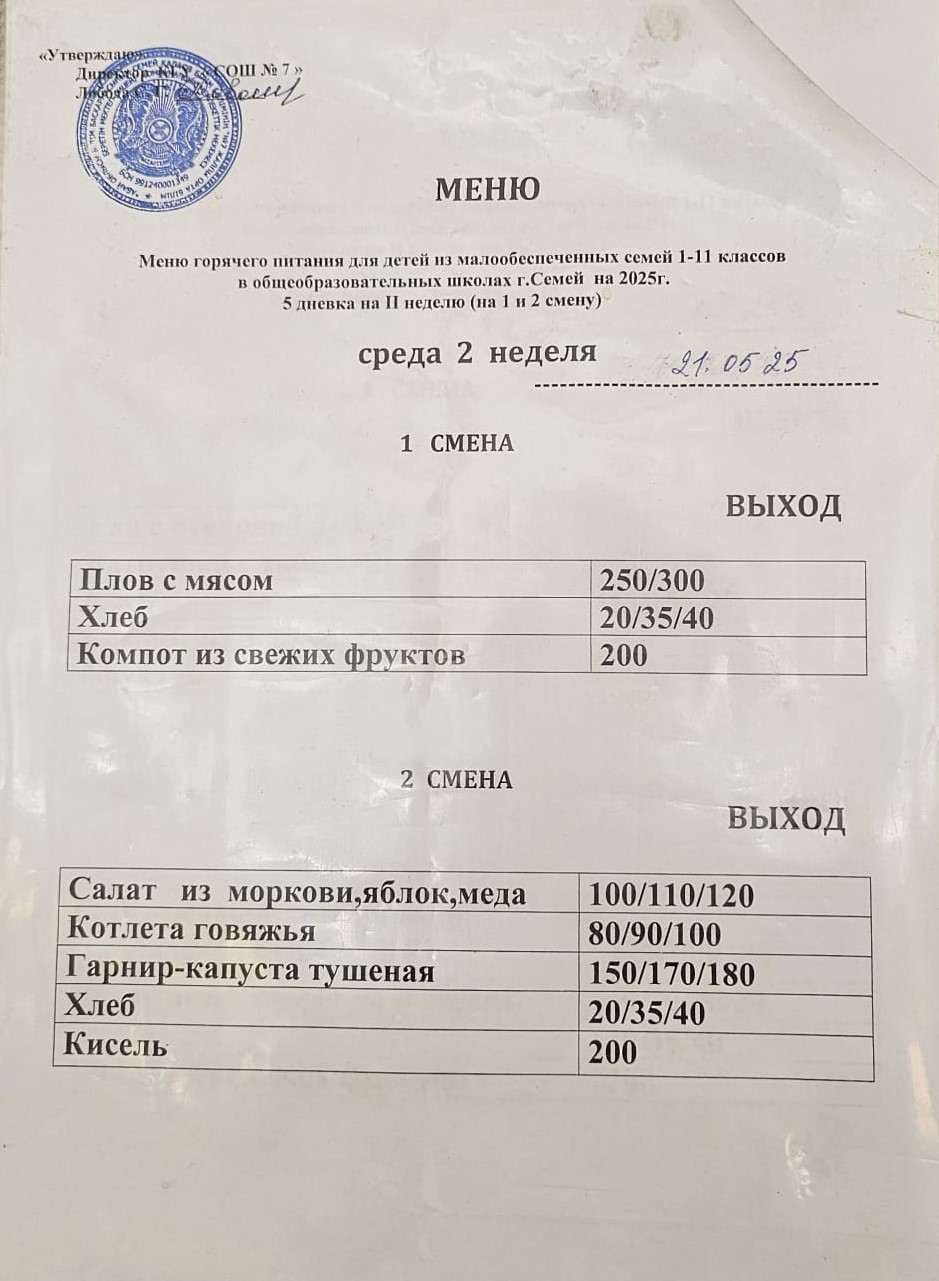 «Утверждаю»
Директор КГУ « СОШ № 7 »
МЕНЮ
Меню горячего питания для детей из малообеспеченных семей 1-11 классов
в общеобразовательных школах г.Семей на 2025г.
5 дневка на II неделю (на 1 и 2 смену)
среда 2 неделя 21.05 25
1 СМЕНА
ВЫХОД
Плов с мясом 250/300
Хлеб 20/35/40
Компот из свежих фруктов 200
2 СМЕНА
ВЫХОД
Салат из моркови,яблок,меда 100/110/120
Котлета говяжья 80/90/100
Гарнир-капуста тушеная 150/170/180
Хлеб 20/35/40
Кисель 200